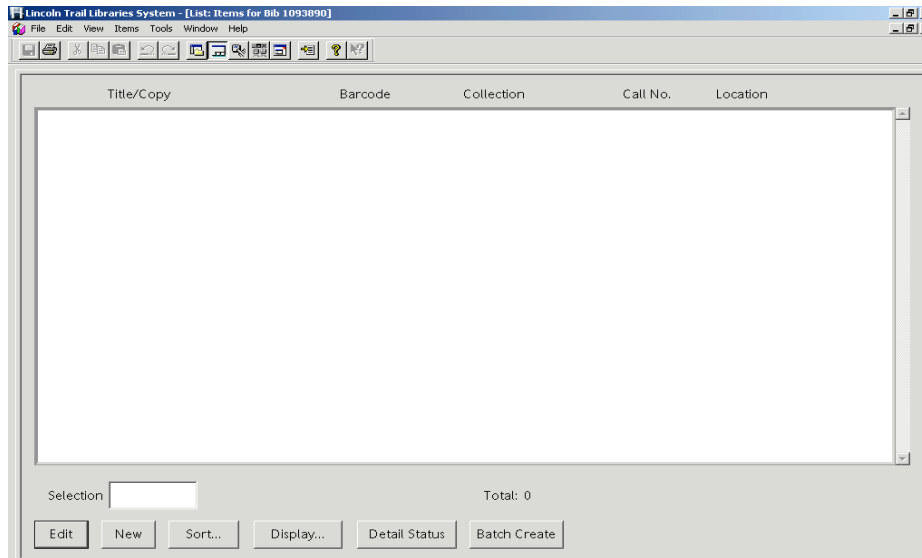 Lincoln Trail Libraries System - [List: Items for Bib 1093890]
File Edit View Items Tools Window Help
Title/Copy Barcode Collection Call No. Location
Selection Total: 0
Edit New Sort... Display... Detail Status Batch Create